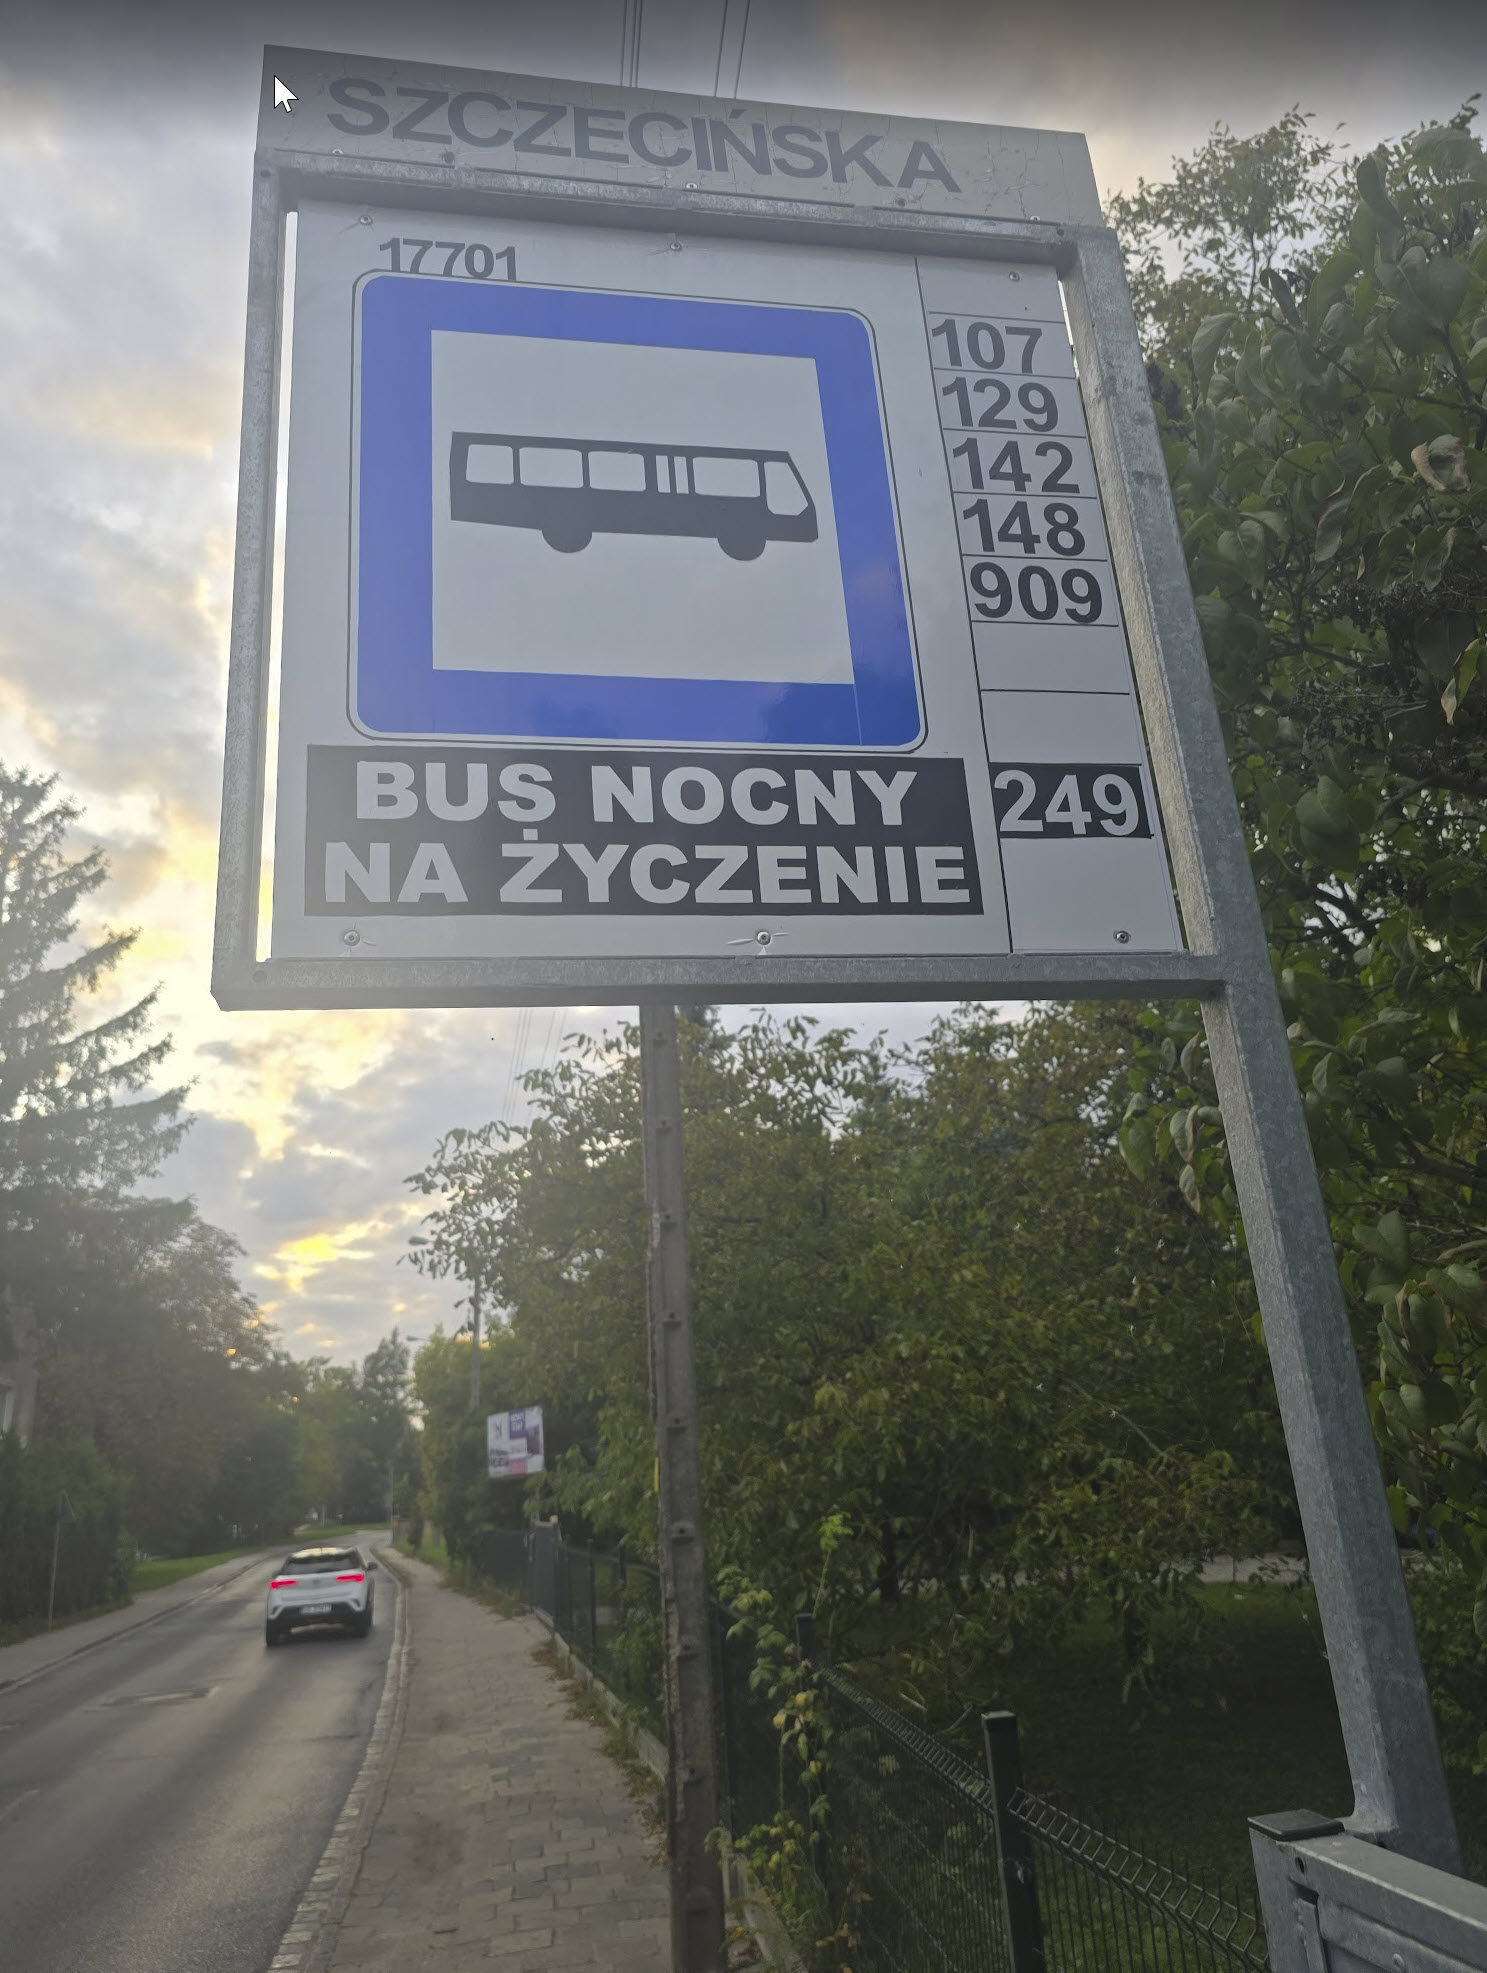 SZCZECIŃSKA
17701
107
129
142
148
909
BUS NOCNY
NA ŻYCZENIE
249